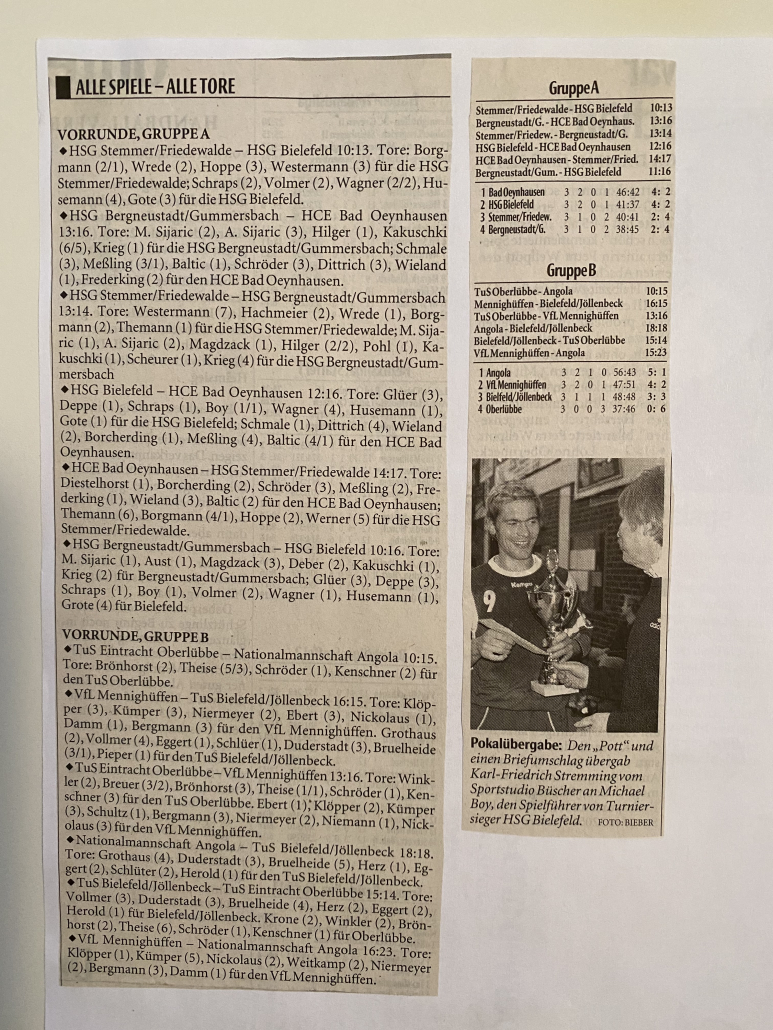 ALLE SPIELE – ALLE TORE
VORRUNDE, GRUPPE A
◆HSG Stemmer/Friedewalde – HSG Bielefeld 10:13. Tore: Borg-
mann (2/1), Wrede (2), Hoppe (3), Westermann (3) für die HSG
Stemmer/Friedewalde; Schraps (2), Volmer (2), Wagner (2/2), Hu-
semann (4), Gote (3) für die HSG Bielefeld.
◆HSG Bergneustadt/Gummersbach – HCE Bad Oeynhausen
13:16. Tore: M. Sijaric (2), A. Sijaric (3), Hilger (1), Kakuschki
(6/5), Krieg (1) für die HSG Bergneustadt/Gummersbach; Schmale
(3), Meßling (3/1), Baltic (1), Schröder (3), Dittrich (3), Wieland
(1), Frederking (2) für den HCE Bad Oeynhausen.
◆HSG Stemmer/Friedewalde – HSG Bergneustadt/Gummersbach
13:14. Tore: Westermann (7), Hachmeier (2), Wrede (1), Borg-
mann (2), Themann (1) für die HSG Stemmer/Friedewalde; M. Sija-
ric (1), A. Sijaric (2), Magdzack (1), Hilger (2/2), Pohl (1), Ka-
kuschki (1), Scheurer (1), Krieg (4) für die HSG Bergneustadt/Gum-
mersbach
◆HSG Bielefeld – HCE Bad Oeynhausen 12:16. Tore: Glüer (3),
Deppe (1), Schraps (1), Boy (1/1), Wagner (4), Husemann (1),
Gote (1) für die HSG Bielefeld; Schmale (1), Dittrich (4), Wieland
(2), Borcherding (1), Meßling (4), Baltic (4/1) für den HCE Bad
Oeynhausen.
◆HCE Bad Oeynhausen – HSG Stemmer/Friedewalde 14:17. Tore:
Diestelhorst (1), Borcherding (2), Schröder (3), Meßling (2), Fre-
derking (1), Wieland (3), Baltic (2) für den HCE Bad Oeynhausen;
Themann (6), Borgmann (4/1), Hoppe (2), Werner (5) für die HSG
Stemmer/Friedewalde.
◆HSG Bergneustadt/Gummersbach – HSG Bielefeld 10:16. Tore:
M. Sijaric (1), Aust (1), Magdzack (3), Deber (2), Kakuschki (1),
Krieg (2) für Bergneustadt/Gummersbach; Glüer (3), Deppe (3),
Schraps (1), Boy (1), Volmer (2), Wagner (1), Husemann (1),
Grote (4) für Bielefeld.
VORRUNDE, GRUPPE B
◆TuS Eintracht Oberlübbe – Nationalmannschaft Angola 10:15.
Tore: Brönhorst (2), Theise (5/3), Schröder (1), Kenschner (2) für
den TuS Oberlübbe.
◆VfL Mennighüffen – TuS Bielefeld/Jöllenbeck 16:15. Tore: Klöp-
per (3), Kümper (3), Niermeyer (2), Ebert (3), Nickolaus (1),
Damm (1), Bergmann (3) für den VfL Mennighüffen. Grothaus
(2), Vollmer (4), Eggert (1), Schlüer (1), Duderstadt (3), Bruelheide
(3/1), Pieper (1) für den TuS Bielefeld/Jöllenbeck.
◆TuS Eintracht Oberlübbe – VfL Mennighüffen 13:16. Tore: Wink-
ler (2), Breuer (3/2), Brönhorst (3), Theise (1/1), Schröder (1), Ken-
schner (3) für den TuS Oberlübbe. Ebert (1), Klöpper (2), Kümper
(3), Schultz (1), Bergmann (3), Niermeyer (2), Niemann (1), Nick-
olaus (3) für den VfL Mennighüffen.
◆Nationalmannschaft Angola – TuS Bielefeld/Jöllenbeck 18:18.
Tore: Grothaus (4), Duderstadt (3), Bruelheide (5), Herz (1), Eg-
gert (2), Schlüter (2), Herold (1) für den TuS Bielefeld/Jöllenbeck.
◆TuS Bielefeld/Jöllenbeck – TuS Eintracht Oberlübbe 15:14. Tore:
Vollmer (3), Duderstadt (3), Bruelheide (4), Herz (2), Eggert (2),
Herold (1) für Bielefeld/Jöllenbeck. Krone (2), Winkler (2), Brön-
horst (2), Theise (6), Schröder (1), Kenschner (1) für Oberlübbe.
◆VfL Mennighüffen – Nationalmannschaft Angola 16:23. Tore:
Klöpper (1), Kümper (5), Nickolaus (2), Weitkamp (2), Niermeyer
(2), Bergmann (3), Damm (1) für den VfL Mennighüffen.
Gruppe A
Stemmer/Friedewalde - HSG Bielefeld 10:13
Bergneustadt/G. - HCE Bad Oeynhaus. 13:16
Stemmer/Friedew. - Bergneustadt/G. 13:14
HSG Bielefeld - HCE Bad Oeynhausen 12:16
HCE Bad Oeynhausen - Stemmer/Fried. 14:17
Bergneustadt/Gum. - HSG Bielefeld 11:16
1 Bad Oeynhausen 3 2 0 1 46:42 4: 2
2 HSG Bielefeld 3 2 0 1 41:37 4: 2
3 Stemmer/Friedew. 3 1 0 2 40:41 2: 4
4 Bergneustadt/G. 3 1 0 2 38:45 2: 4
Gruppe B
TuS Oberlübbe - Angola 10:15
Mennighüffen - Bielefeld/Jöllenbeck 16:15
TuS Oberlübbe - VfL Mennighüffen 13:16
Angola - Bielefeld/Jöllenbeck 18:18
Bielefeld/Jöllenbeck - TuS Oberlübbe 15:14
VfL Mennighüffen - Angola 15:23
1 Angola 3 2 1 0 56:43 5: 1
2 VfL Mennighüffen 3 2 0 1 47:51 4: 2
3 Bielfeld/Jöllenbeck 3 1 1 1 48:48 3: 3
4 Oberlübbe 3 0 0 3 37:46 0: 6
Kempa
9
Pokalübergabe: Den „Pott“ und
einen Briefumschlag übergab
Karl-Friedrich Stremming vom
Sportstudio Büscher an Michael
Boy, den Spielführer von Turnier-
sieger HSG Bielefeld. FOTO: BIEBER